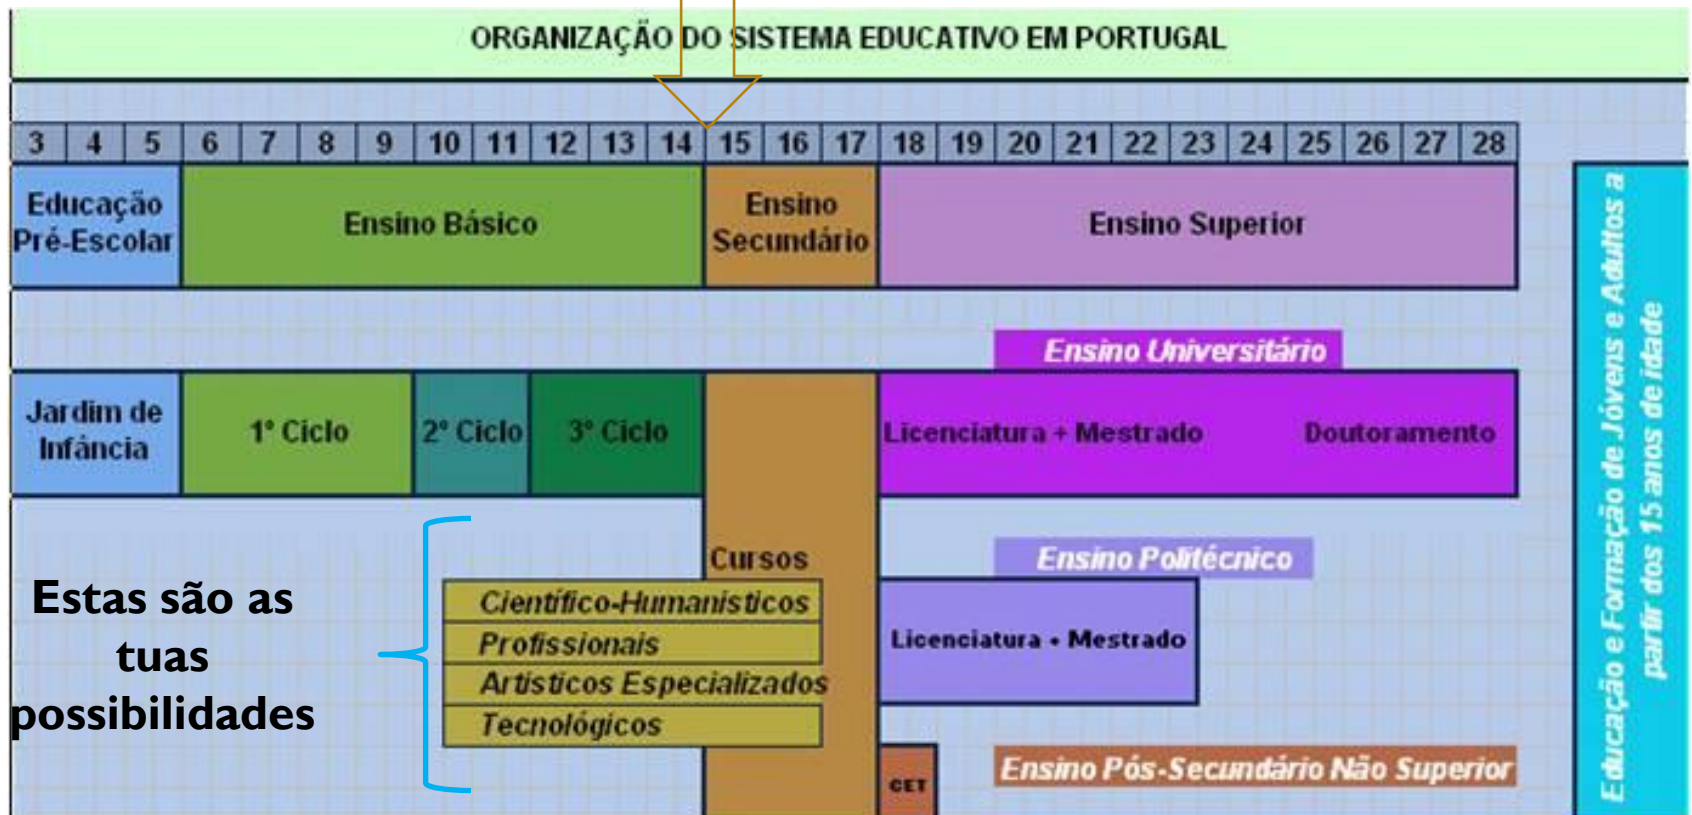 ORGANIZAÇÃO DO SISTEMA EDUCATIVO EM PORTUGAL
3 4 5 6 7 8 9 10 11 12 13 14 15 16 17 18 19 20 21 22 23 24 25 26 27 28
Educação
Pré-Escolar
Ensino Básico
Ensino
Secundário
Ensino Superior
Ensino Universitário
Jardim de
Infância
1º Ciclo
2º Ciclo
3º Ciclo
Licenciatura + Mestrado
Doutoramento
Estas são as
tuas
possibilidades
Cursos
Científico-Humanísticos
Profissionais
Artísticos Especializados
Tecnológicos
Ensino Politécnico
Licenciatura + Mestrado
CET
Ensino Pós-Secundário Não Superior
Educação e Formação de Jóvens e Adultos a
partir dos 15 anos de idade